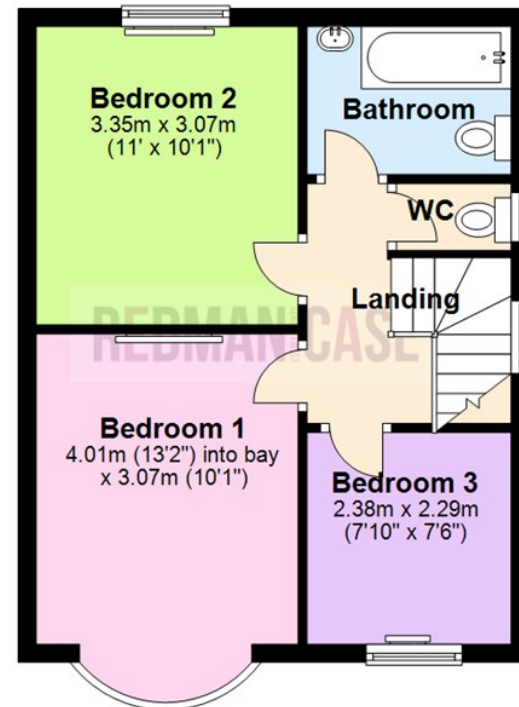 Bedroom 2
3.35m x 3.07m
(11' x 10'1")
Bathroom
WC
Landing
REDMAN CASE
Bedroom 1
4.01m (13'2") into bay
x 3.07m (10'1")
Bedroom 3
2.38m x 2.29m
(7'10" x 7'6")